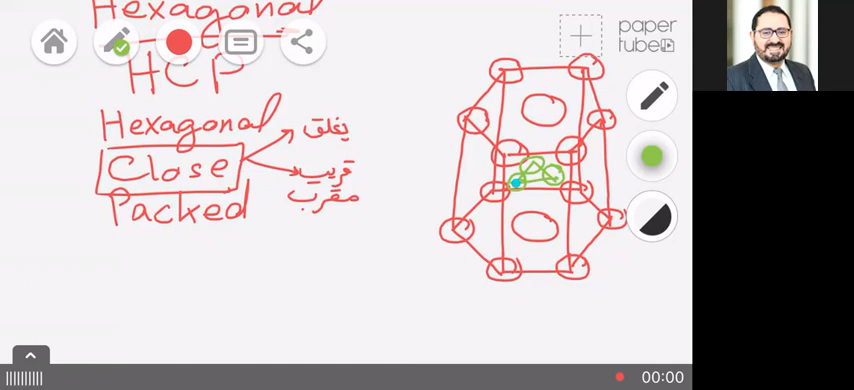 Hexagonal
HCP
Hexagonal
Close
Packed
يغلق
قريب
مقرب
paper
tube
00:00